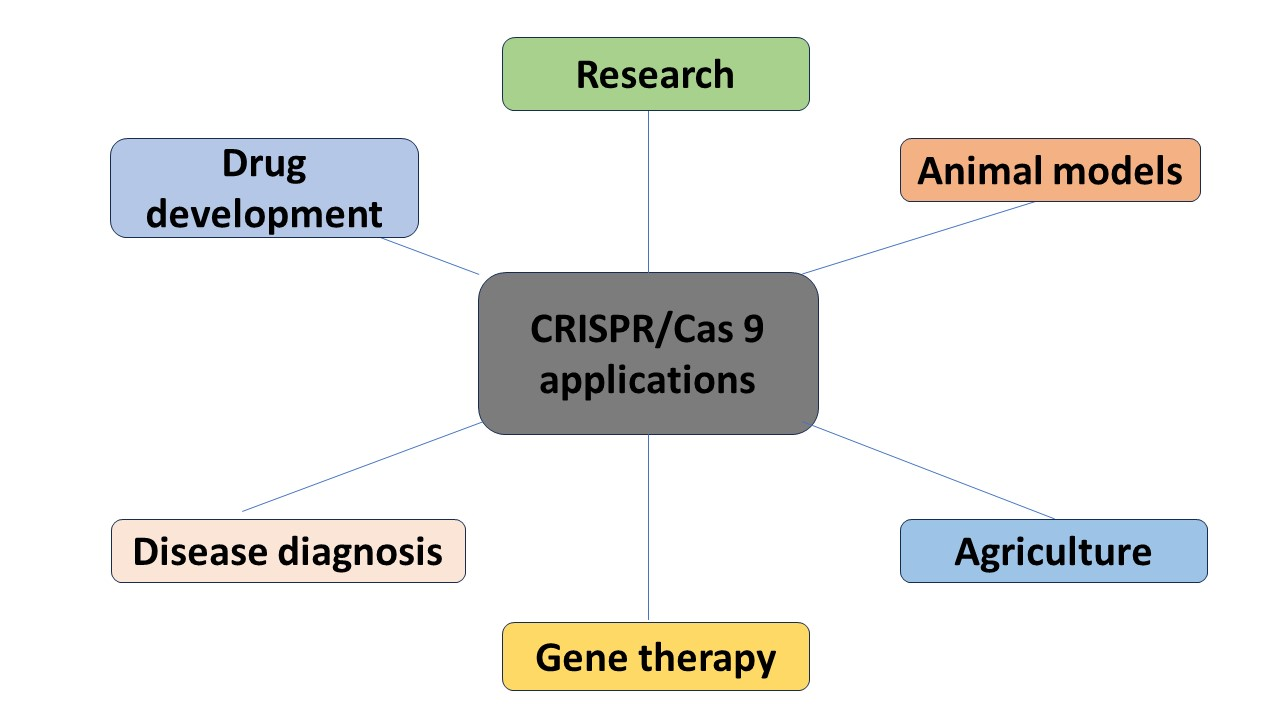 Research
Drug
development
Animal models
CRISPR/Cas 9
applications
Disease diagnosis
Agriculture
Gene therapy